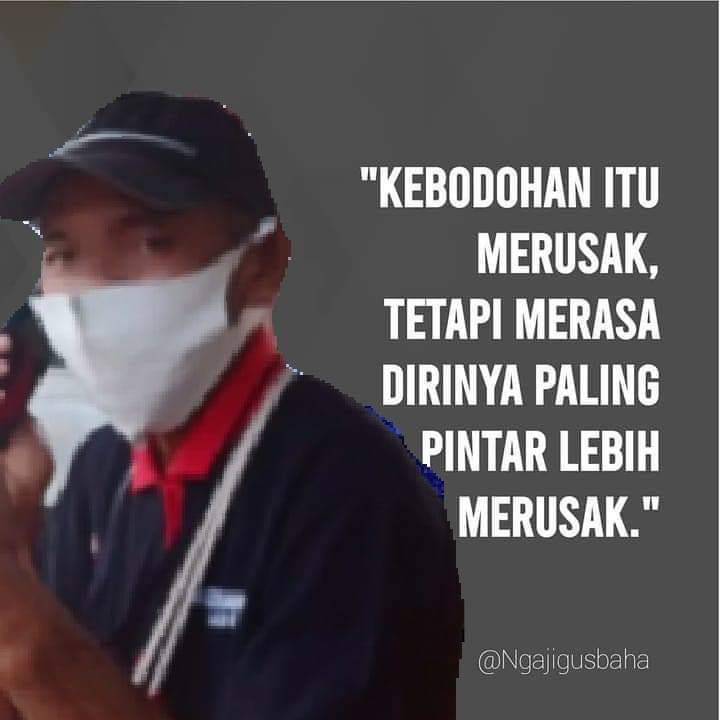 "KEBODOHAN ITU
MERUSAK,
TETAPI MERASA
DIRINYA PALING
PINTAR LEBIH
MERUSAK."
@Ngajigusbaha